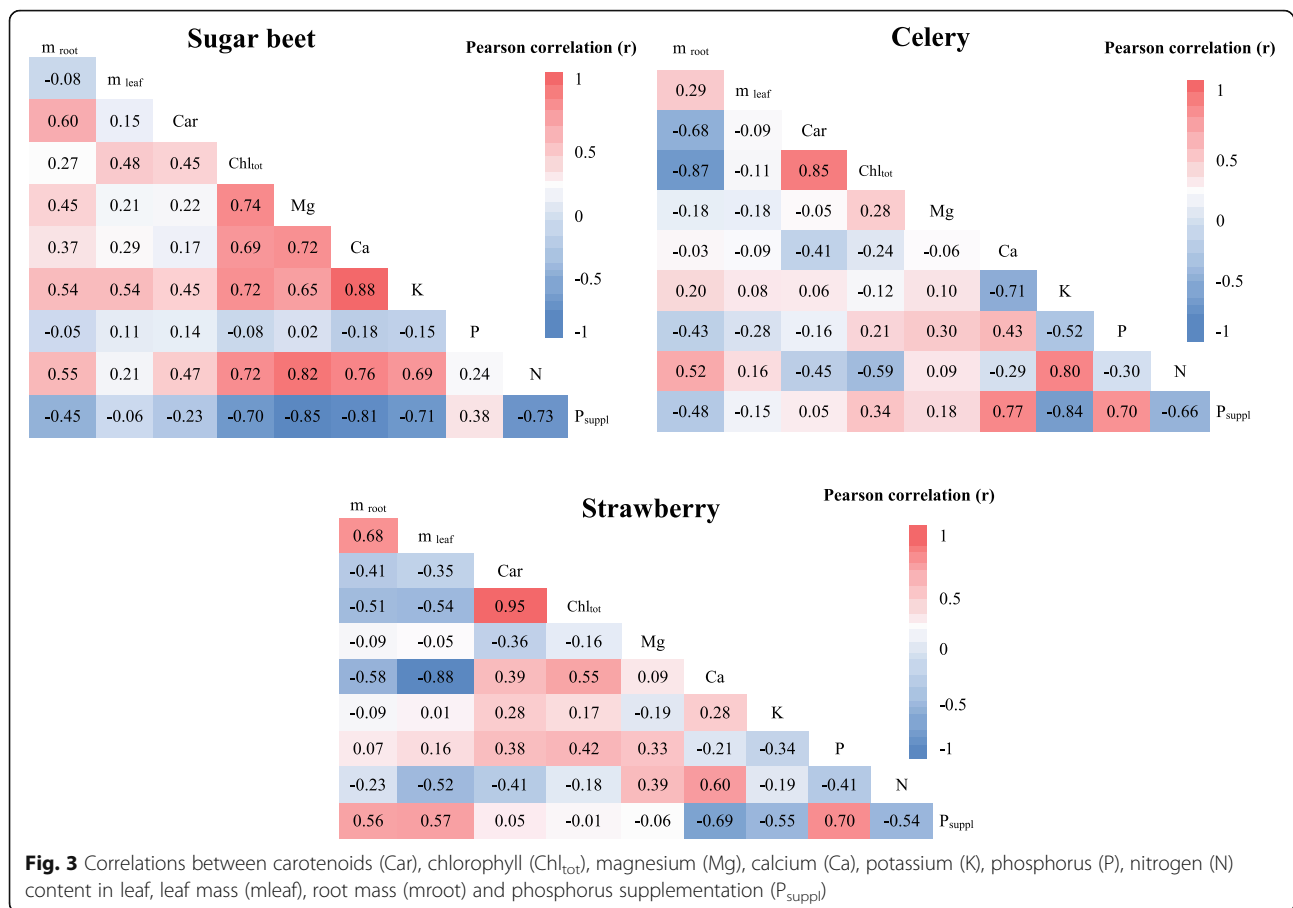 Sugar beet
Pearson correlation (r)
m root
-0.08 m leaf
0.60 0.15 Car
0.27 0.48 0.45 Chltot
0.45 0.21 0.22 0.74 Mg
0.37 0.29 0.17 0.69 0.72 Ca
0.54 0.54 0.45 0.72 0.65 0.88 K
-0.05 0.11 0.14 -0.08 0.02 -0.18 -0.15 P
0.55 0.21 0.47 0.72 0.82 0.76 0.69 0.24 N
-0.45 -0.06 -0.23 -0.70 -0.85 -0.81 -0.71 0.38 -0.73 Psuppl
1
0.5
0
-0.5
-1
Celery
Pearson correlation (r)
m root
0.29 m leaf
-0.68 -0.09 Car
-0.87 -0.11 0.85 Chltot
-0.18 -0.18 -0.05 0.28 Mg
-0.03 -0.09 -0.41 -0.24 -0.06 Ca
0.20 0.08 0.06 -0.12 0.10 -0.71 K
-0.43 -0.28 -0.16 0.21 0.30 0.43 -0.52 P
0.52 0.16 -0.45 -0.59 0.09 -0.29 0.80 -0.30 N
-0.48 -0.15 0.05 0.34 0.18 0.77 -0.84 0.70 -0.66 Psuppl
1
0.5
0
-0.5
-1
Strawberry
Pearson correlation (r)
m root
0.68 m leaf
-0.41 -0.35 Car
-0.51 -0.54 0.95 Chltot
-0.09 -0.05 -0.36 -0.16 Mg
-0.58 -0.88 0.39 0.55 0.09 Ca
-0.09 0.01 0.28 0.17 -0.19 0.28 K
0.07 0.16 0.38 0.42 0.33 -0.21 -0.34 P
-0.23 -0.52 -0.41 -0.18 0.39 0.60 -0.19 -0.41 N
0.56 0.57 0.05 -0.01 -0.06 -0.69 -0.55 0.70 -0.54 Psuppl
1
0.5
0
-0.5
-1
Fig. 3 Correlations between carotenoids (Car), chlorophyll (Chltot), magnesium (Mg), calcium (Ca), potassium (K), phosphorus (P), nitrogen (N)
content in leaf, leaf mass (mleaf), root mass (mroot) and phosphorus supplementation (Psuppl)